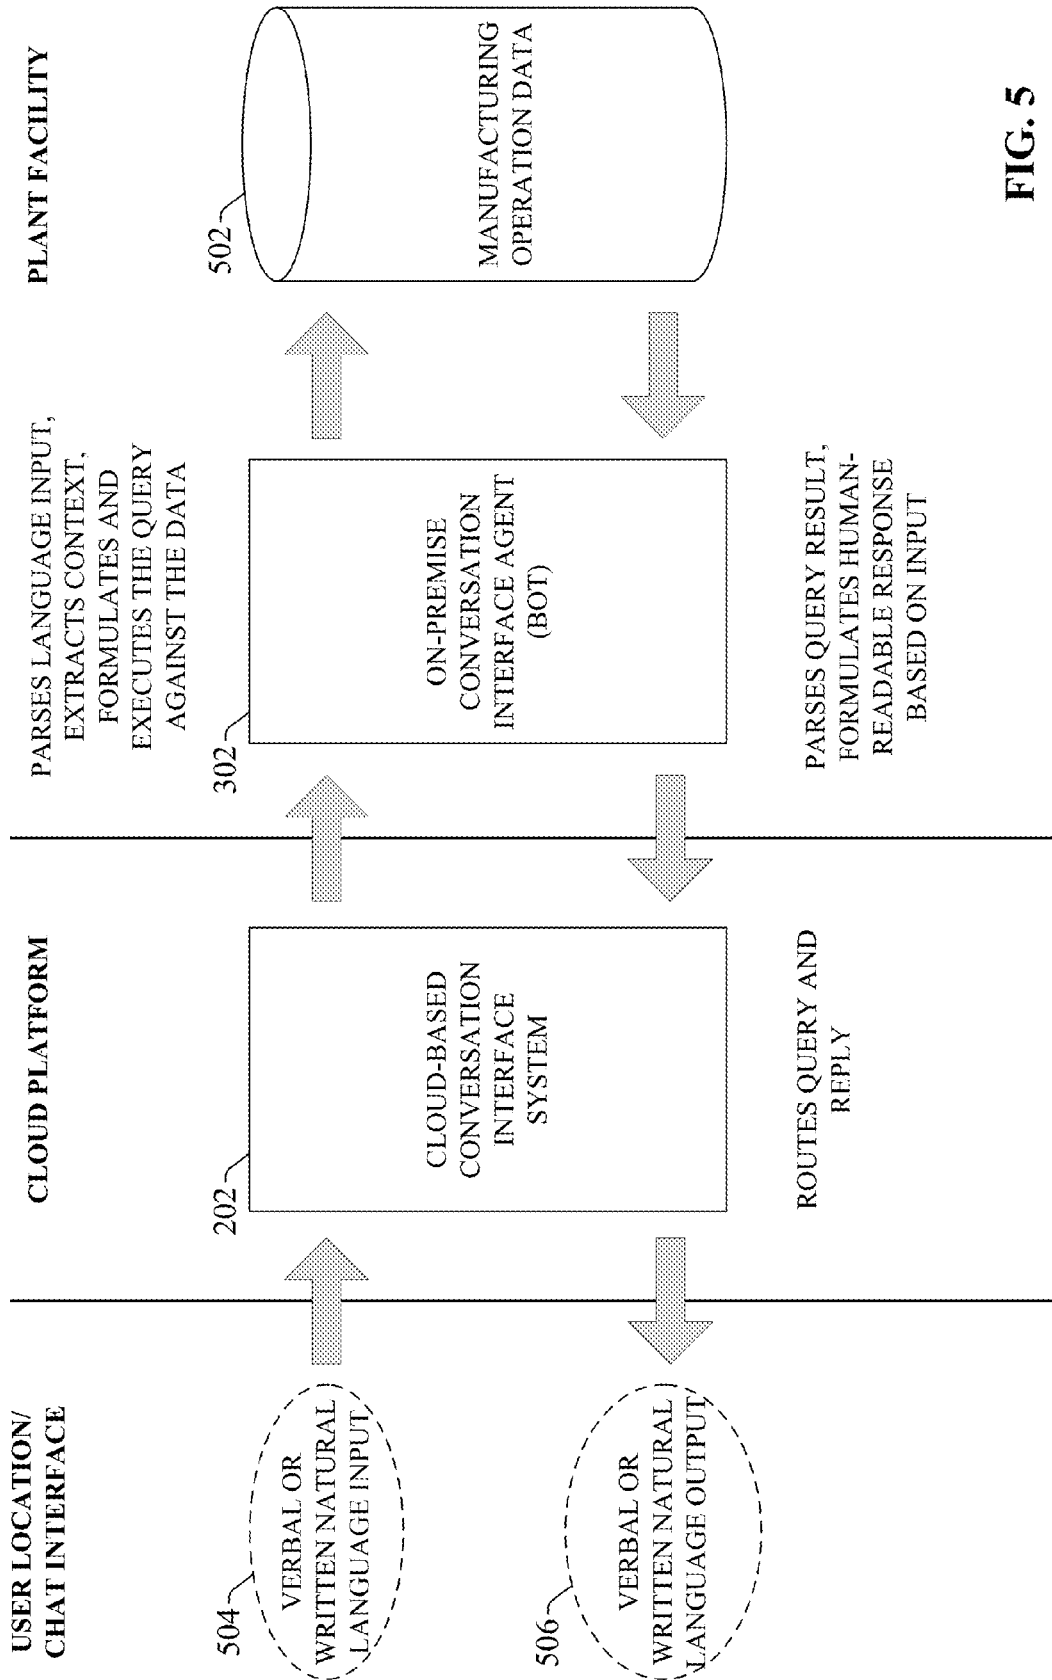 USER LOCATION/
CHAT INTERFACE
CLOUD PLATFORM
PLANT FACILITY
PARSES LANGUAGE INPUT,
EXTRACTS CONTEXT,
FORMULATES AND
EXECUTES THE QUERY
AGAINST THE DATA
504
VERBAL OR
WRITTEN NATURAL
LANGUAGE INPUT
202
CLOUD-BASED
CONVERSATION
INTERFACE
SYSTEM
302
ON-PREMISE
CONVERSATION
INTERFACE AGENT
(BOT)
502
MANUFACTURING
OPERATION DATA
506
VERBAL OR
WRITTEN NATURAL
LANGUAGE OUTPUT
ROUTES QUERY AND
REPLY
PARSES QUERY RESULT,
FORMULATES HUMAN-
READABLE RESPONSE
BASED ON INPUT
FIG. 5